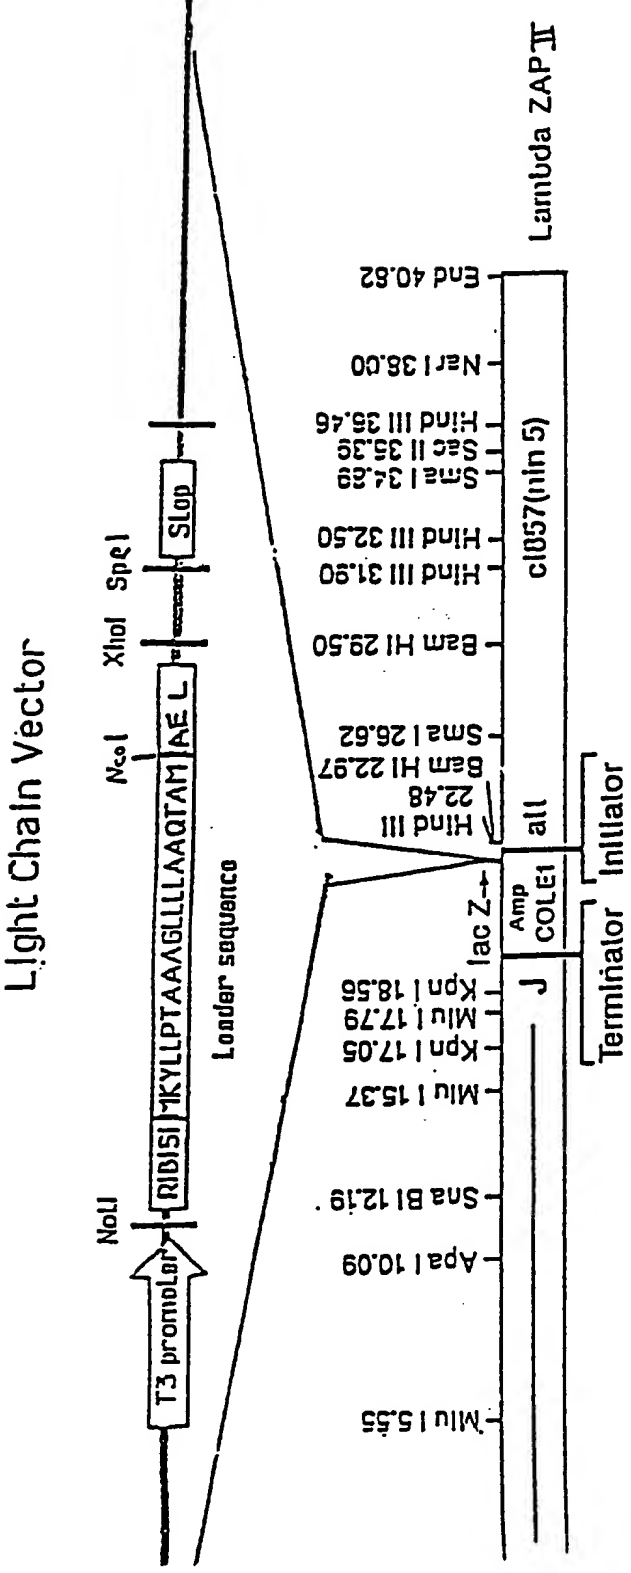 Light Chain Vector
NotI
NcoI
XhoI
SpeI
T3 promoter
RIBISI
MKYLLPTAAAGLLLLAAQTAM
AE L
Stop
Leader sequence
Mlu I 5.55
Apa I 10.09
Sna BI 12.19
Mlu I 15.37
Kpn I 17.05
Mlu I 17.79
Kpn I 18.56
lac Z→
Hind III
22.48
Bam HI 22.97
Sma I 26.62
Bam HI 29.50
Hind III 31.90
Hind III 32.50
Sma I 34.89
Sac II 35.39
Hind III 35.46
Nar I 38.00
End 40.82
J
Amp
COLE1
att
cI857(nin 5)
Lambda ZAP II
Terminator
Initiator